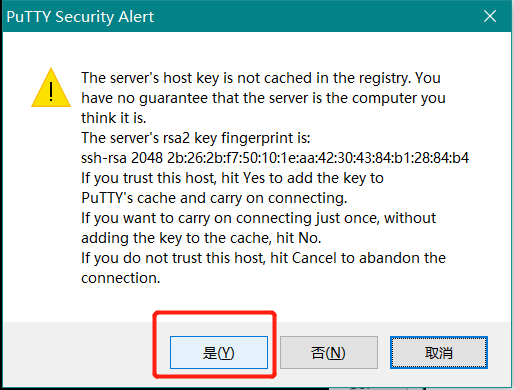 PuTTY Security Alert
The server's host key is not cached in the registry. You
have no guarantee that the server is the computer you
think it is.
The server's rsa2 key fingerprint is:
ssh-rsa 2048 2b:26:2b:f7:50:10:1e:aa:42:30:43:84:b1:28:84:b4
If you trust this host, hit Yes to add the key to
PuTTY's cache and carry on connecting.
If you want to carry on connecting just once, without
adding the key to the cache, hit No.
If you do not trust this host, hit Cancel to abandon the
connection.
是(Y) 否(N) 取消